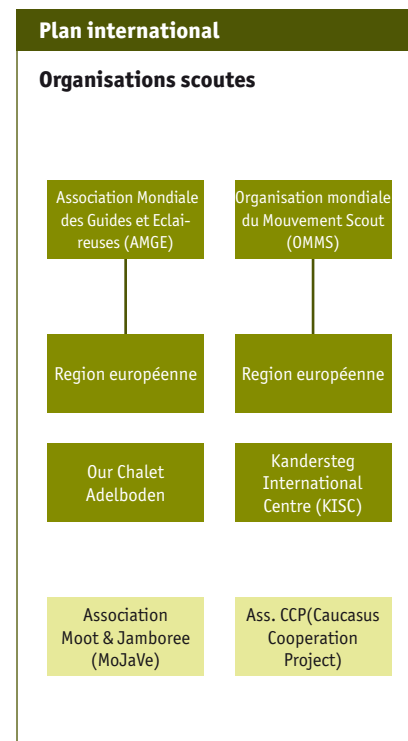 Plan international
Organisations scoutes
Association Mondiale
des Guides et Eclai-
reuses (AMGE)
Organisation mondiale
du Mouvement Scout
(OMMS)
Region européenne
Region européenne
Our Chalet
Adelboden
Kandersteg
International
Centre (KISC)
Association
Moot & Jamboree
(MoJaVe)
Ass. CCP(Caucasus
Cooperation
Project)